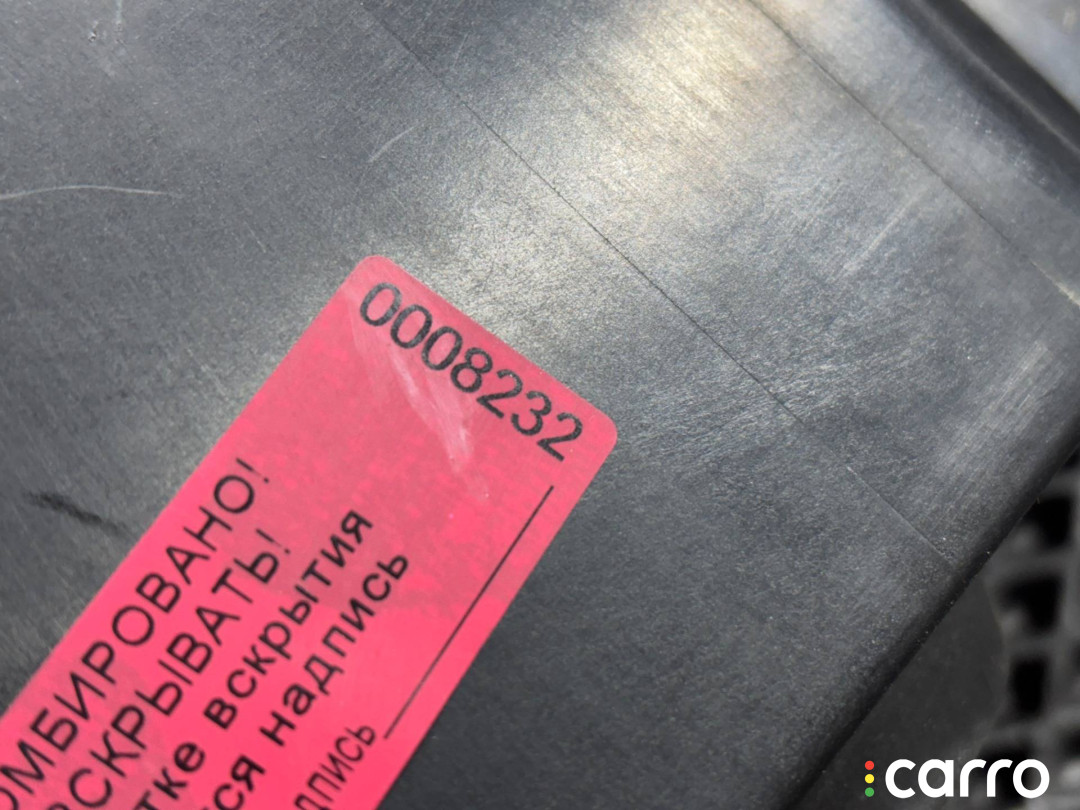 0008232
ОМБИРОВАНО!
ВСКРЫВАТЬ!
тке вскрытия
ся надпись
дпись
carro